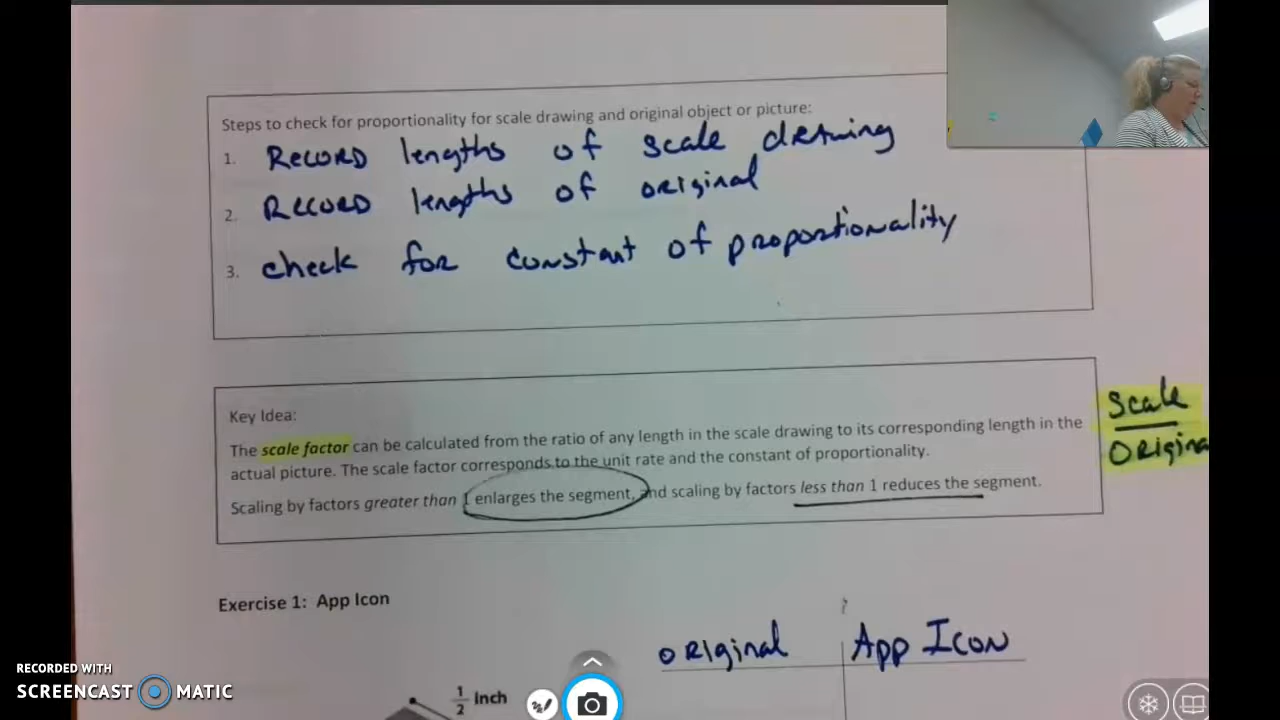 Steps to check for proportionality for scale drawing and original object or picture:
1. Record lengths of scale drawing
2. Record lengths of original
3. check for constant of proportionality
Key Idea:
The scale factor can be calculated from the ratio of any length in the scale drawing to its corresponding length in the
actual picture. The scale factor corresponds to the unit rate and the constant of proportionality.
Scaling by factors greater than 1 enlarges the segment, and scaling by factors less than 1 reduces the segment.
Scale
Origina
Exercise 1: App Icon
Original App Icon
1/2 inch
RECORDED WITH
SCREENCAST MATIC